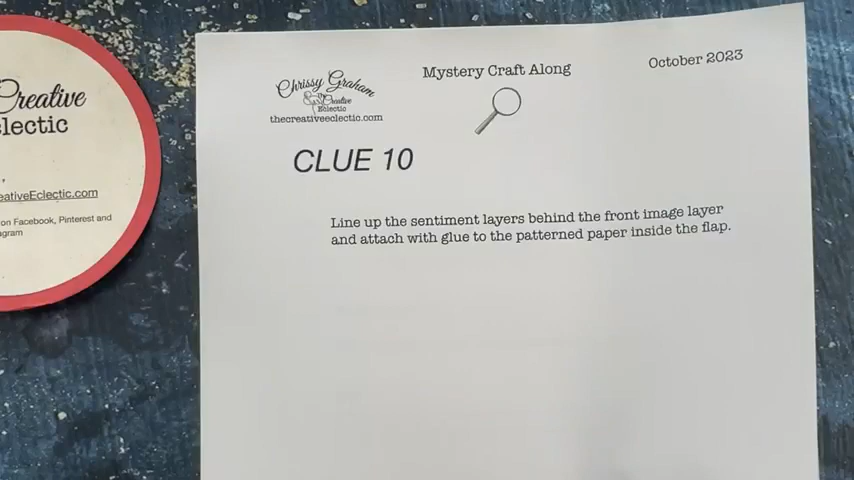 Creative
clectic
,
eativeEclectic.com
on Facebook, Pinterest and
agram
Chrissy Graham
Creative
Eclectic
thecreativeeclectic.com
Mystery Craft Along
October 2023
CLUE 10
Line up the sentiment layers behind the front image layer
and attach with glue to the patterned paper inside the flap.